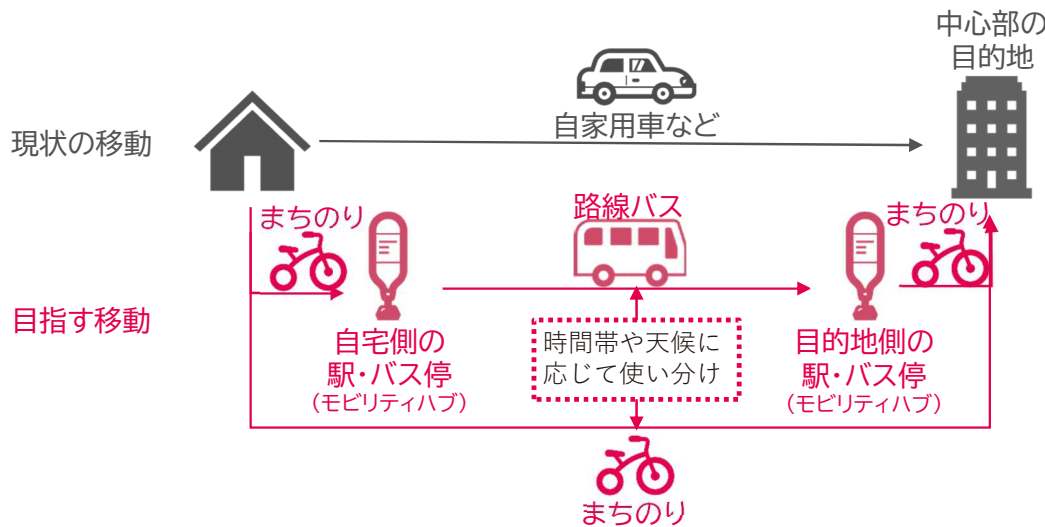 中心部の
目的地
自家用車など
現状の移動
まちのり
路線バス
まちのり
目指す移動
自宅側の
駅・バス停
(モビリティハブ)
時間帯や天候に
応じて使い分け
目的地側の
駅・バス停
(モビリティハブ)
まちのり